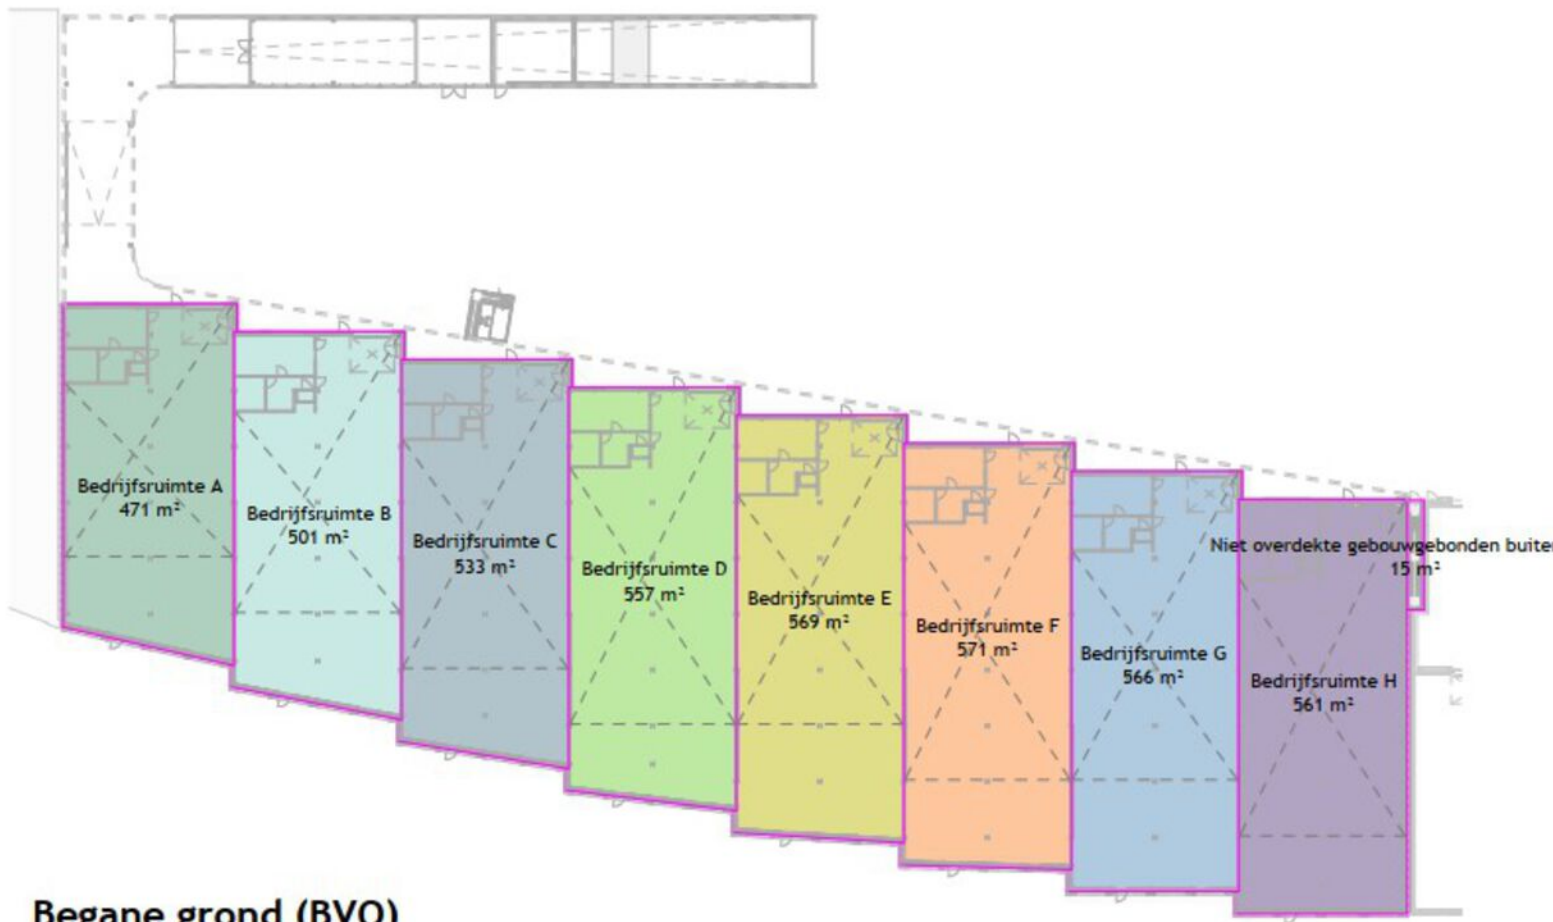 Bedrijfsruimte A
471 m²
Bedrijfsruimte B
501 m²
Bedrijfsruimte C
533 m²
Bedrijfsruimte D
557 m²
Bedrijfsruimte E
569 m²
Bedrijfsruimte F
571 m²
Bedrijfsruimte G
566 m²
Bedrijfsruimte H
561 m²
Niet overdekte gebouwgebonden buiten
15 m²
Begane grond (BVO)